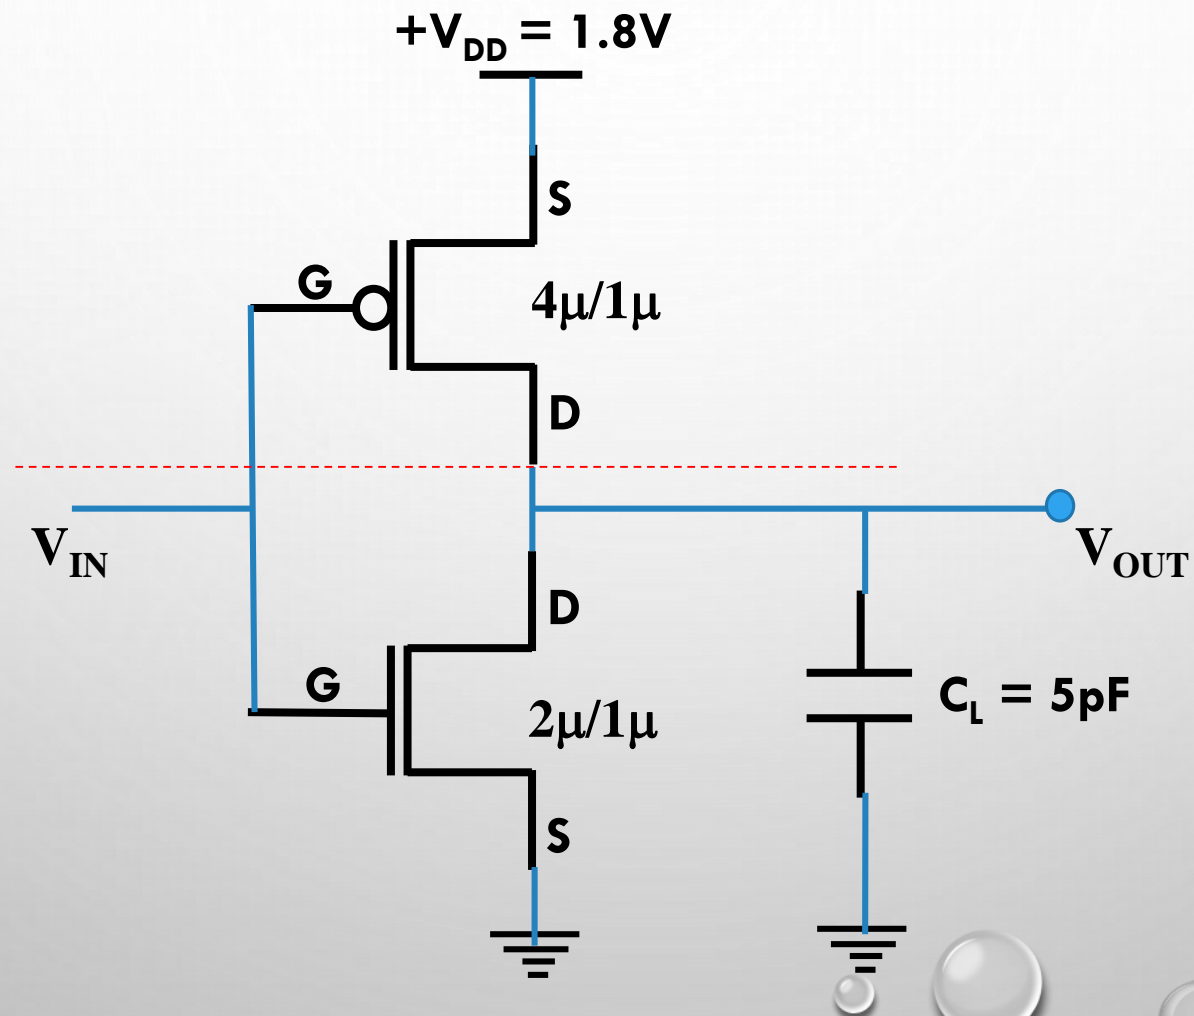 +VDD = 1.8V
S
G
4μ/1μ
D
VIN
VOUT
D
G
2μ/1μ
CL = 5pF
S